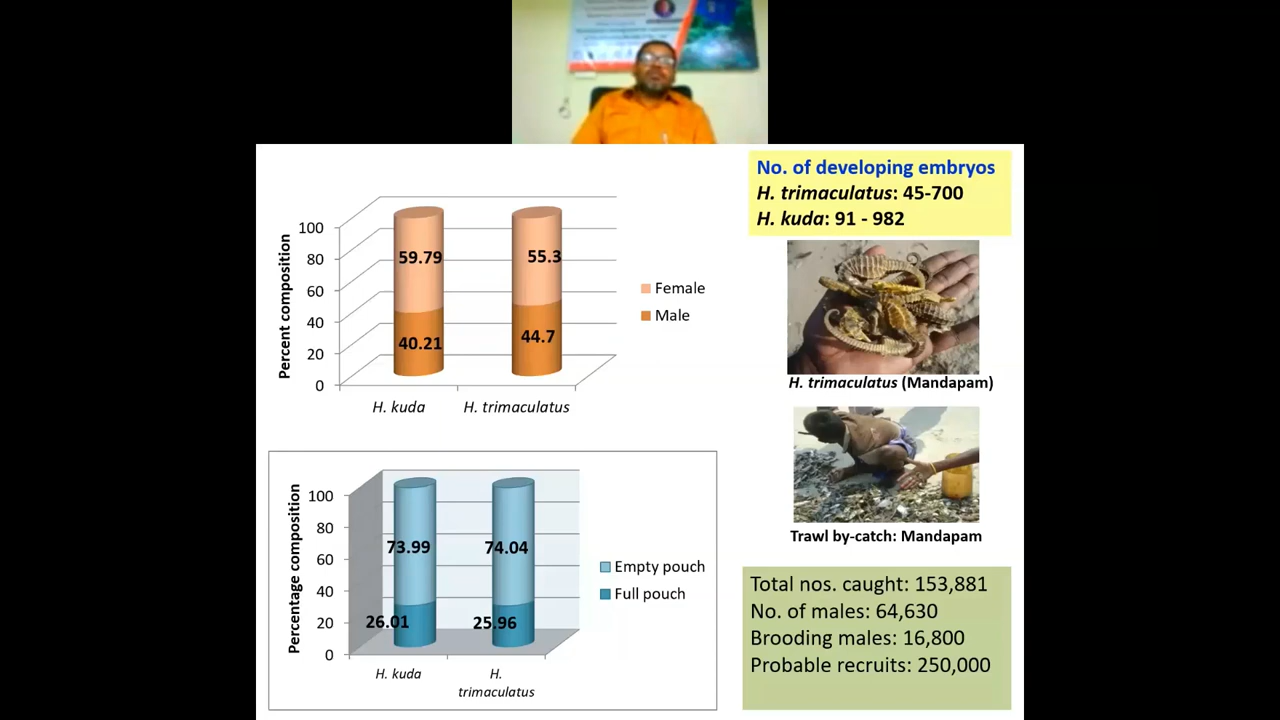 No. of developing embryos
H. trimaculatus: 45-700
H. kuda: 91 - 982
Percent composition
100
80
60
40
20
0
59.79
55.3
40.21
44.7
Female
Male
H. kuda
H. trimaculatus
H. trimaculatus (Mandapam)
Trawl by-catch: Mandapam
Percentage composition
100
80
60
40
20
0
73.99
74.04
26.01
25.96
Empty pouch
Full pouch
H. kuda
H.
trimaculatus
Total nos. caught: 153,881
No. of males: 64,630
Brooding males: 16,800
Probable recruits: 250,000